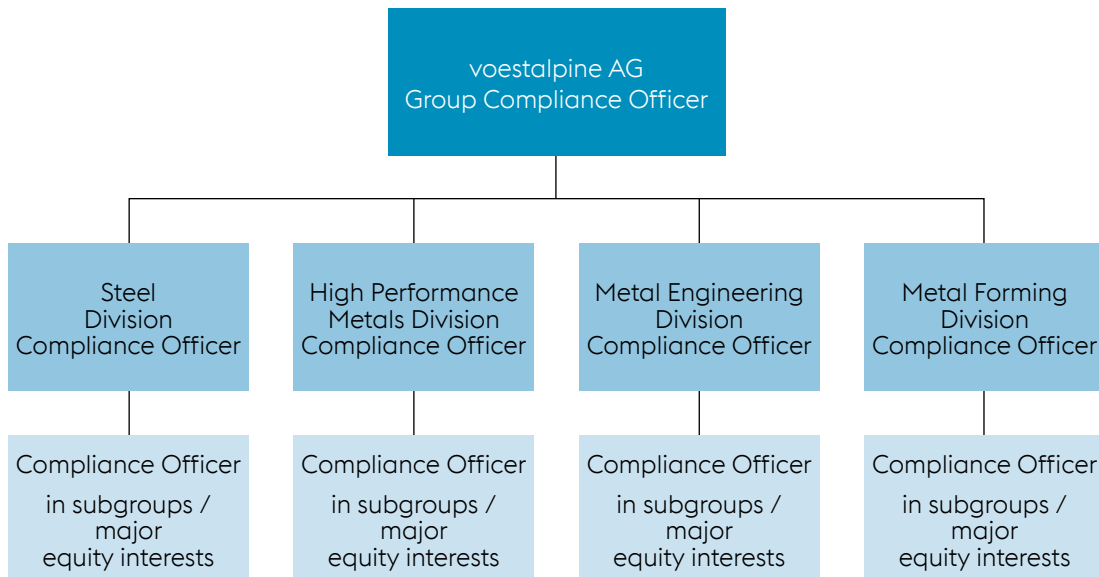 voestalpine AG
Group Compliance Officer
Steel
Division
Compliance Officer
High Performance
Metals Division
Compliance Officer
Metal Engineering
Division
Compliance Officer
Metal Forming
Division
Compliance Officer
Compliance Officer
in subgroups /
major
equity interests
Compliance Officer
in subgroups /
major
equity interests
Compliance Officer
in subgroups /
major
equity interests
Compliance Officer
in subgroups /
major
equity interests